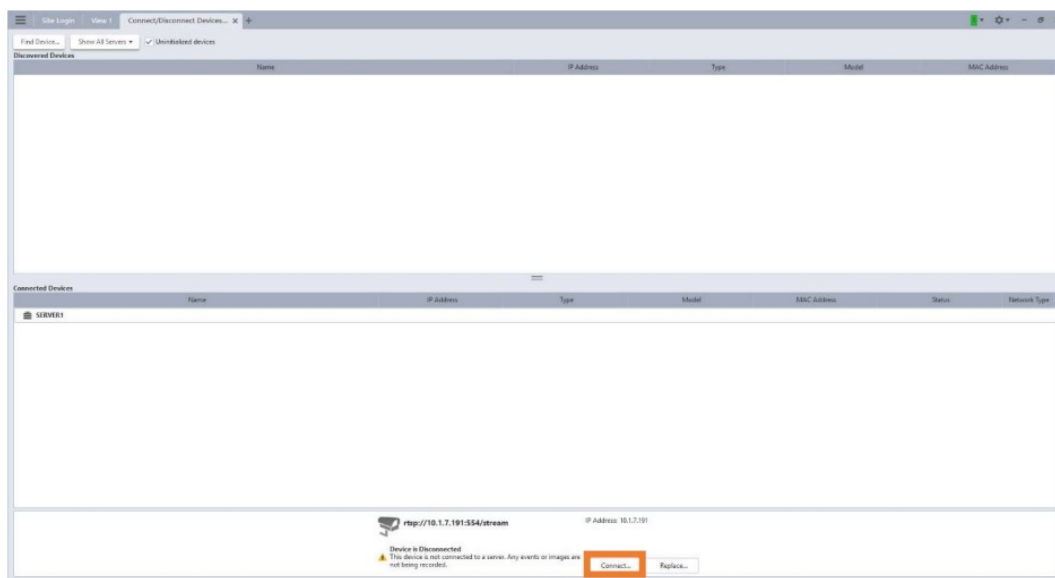 Site Login View 1 Connect/Disconnect Devices... x +
Find Device... Show All Servers Uninitialized devices
Discovered Devices
Name IP Address Type Model MAC Address
Connected Devices
Name IP Address Type Model MAC Address Status Network Type
SERVER1
rtsp://10.1.7.191:554/stream IP Address: 10.1.7.191
Device is Disconnected
This device is not connected to a server. Any events or images are
not being recorded.
Connect... Replace...